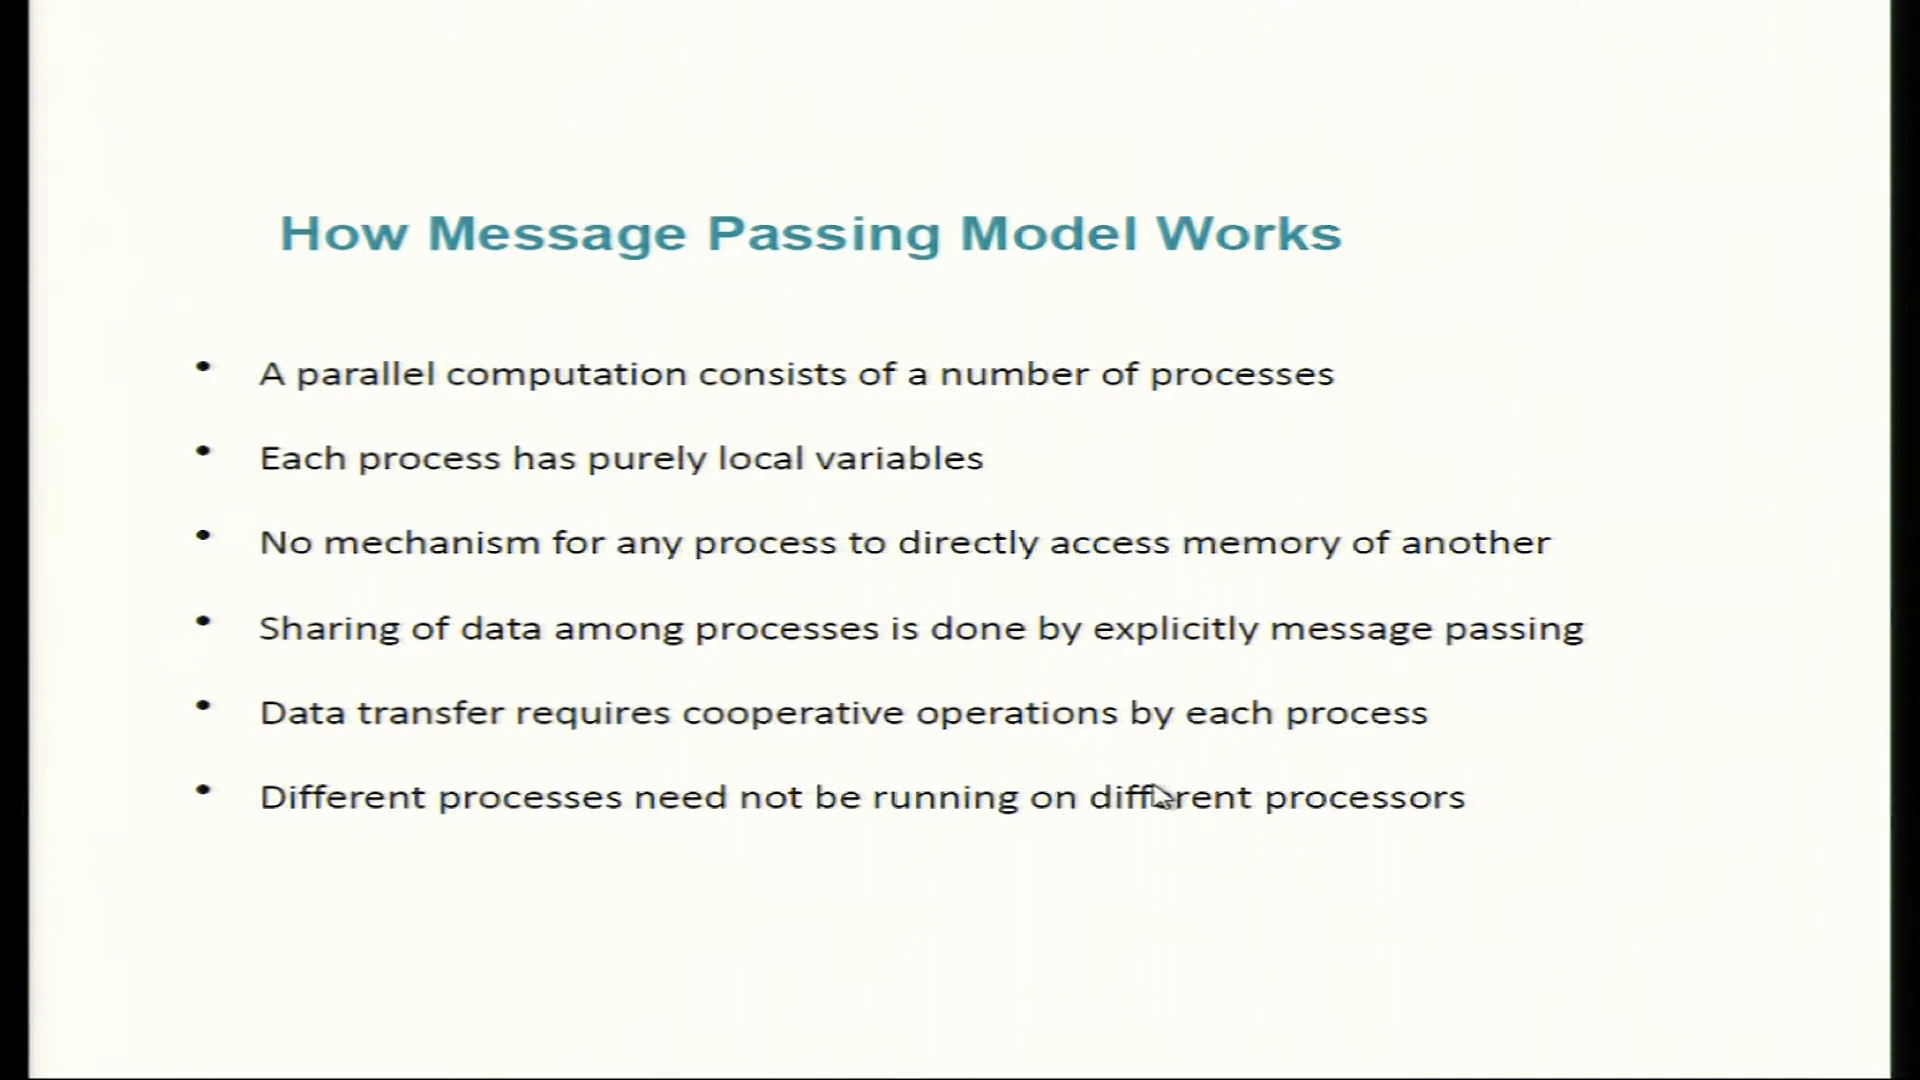 How Message Passing Model Works
• A parallel computation consists of a number of processes
• Each process has purely local variables
• No mechanism for any process to directly access memory of another
• Sharing of data among processes is done by explicitly message passing
• Data transfer requires cooperative operations by each process
• Different processes need not be running on different processors